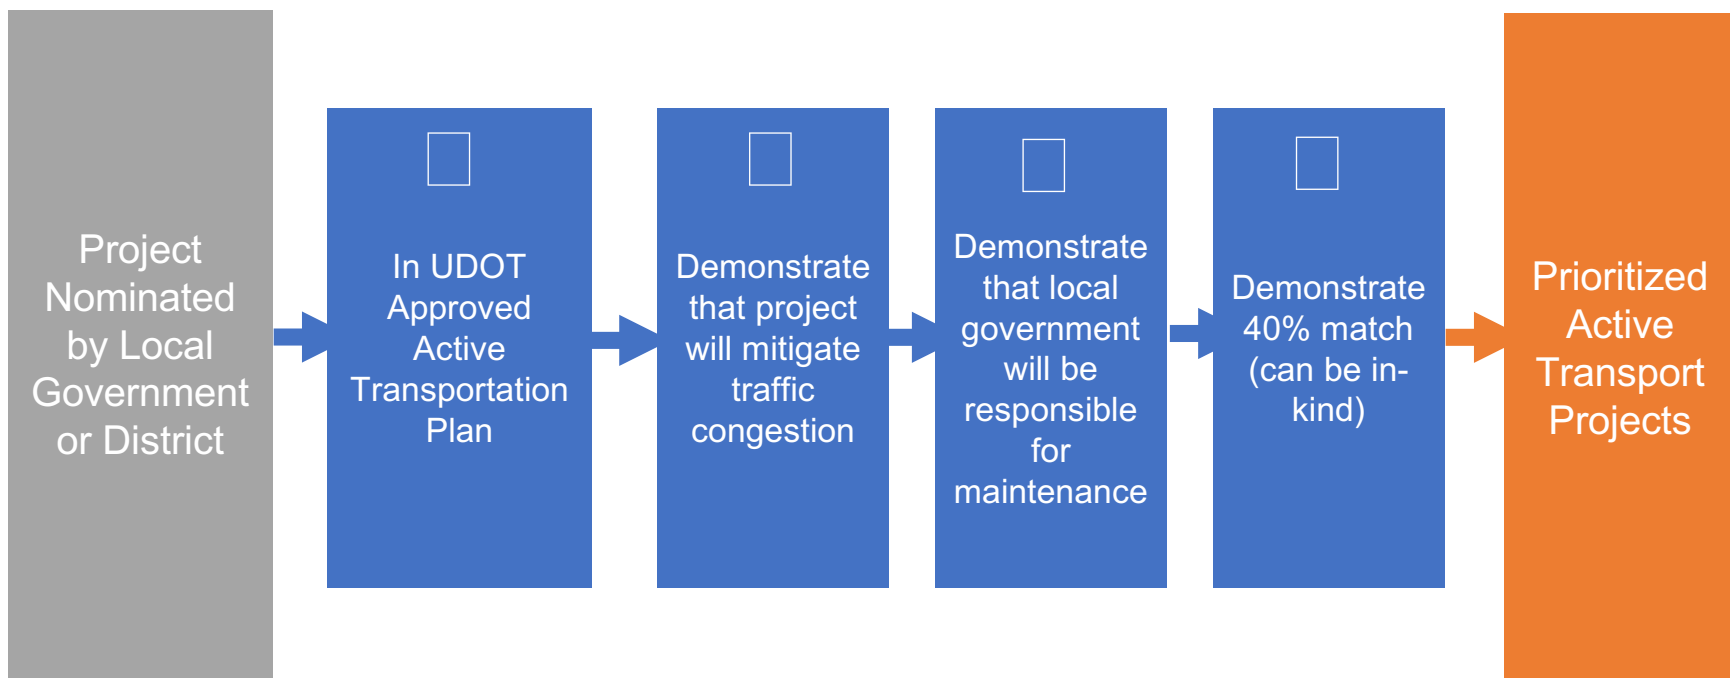 Project
Nominated
by Local
Government
or District
In UDOT
Approved
Active
Transportation
Plan
Demonstrate
that project
will mitigate
traffic
congestion
Demonstrate
that local
government
will be
responsible
for
maintenance
Demonstrate
40% match
(can be in-
kind)
Prioritized
Active
Transport
Projects